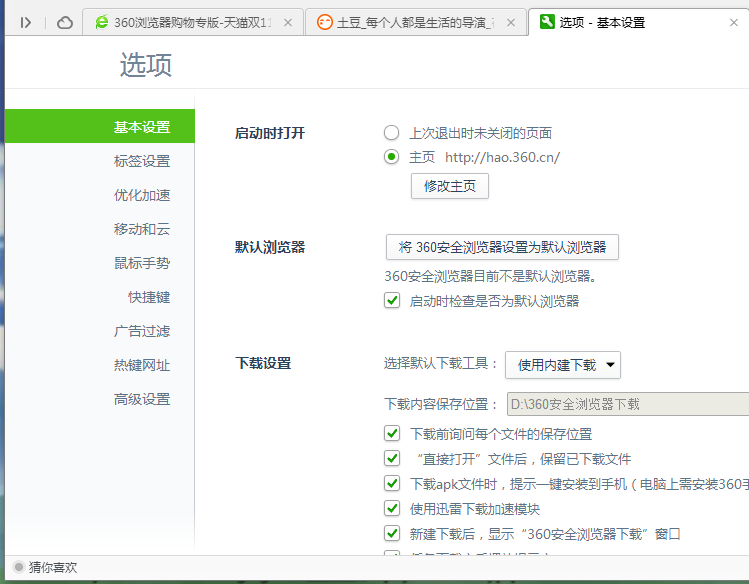 360浏览器购物专版-天猫双11
土豆_每个人都是生活的导演_
选项 - 基本设置
选项
基本设置
标签设置
优化加速
移动和云
鼠标手势
快捷键
广告过滤
热键网址
高级设置
启动时打开
上次退出时未关闭的页面
主页 http://hao.360.cn/
修改主页
默认浏览器
将 360安全浏览器设置为默认浏览器
360安全浏览器目前不是默认浏览器。
启动时检查是否为默认浏览器
下载设置
选择默认下载工具：
使用内建下载
下载内容保存位置：
D:\360安全浏览器下载
下载前询问每个文件的保存位置
“直接打开”文件后，保留已下载文件
下载apk文件时，提示一键安装到手机（电脑上需安装360手
使用迅雷下载加速模块
新建下载后，显示“360安全浏览器下载”窗口
猜你喜欢